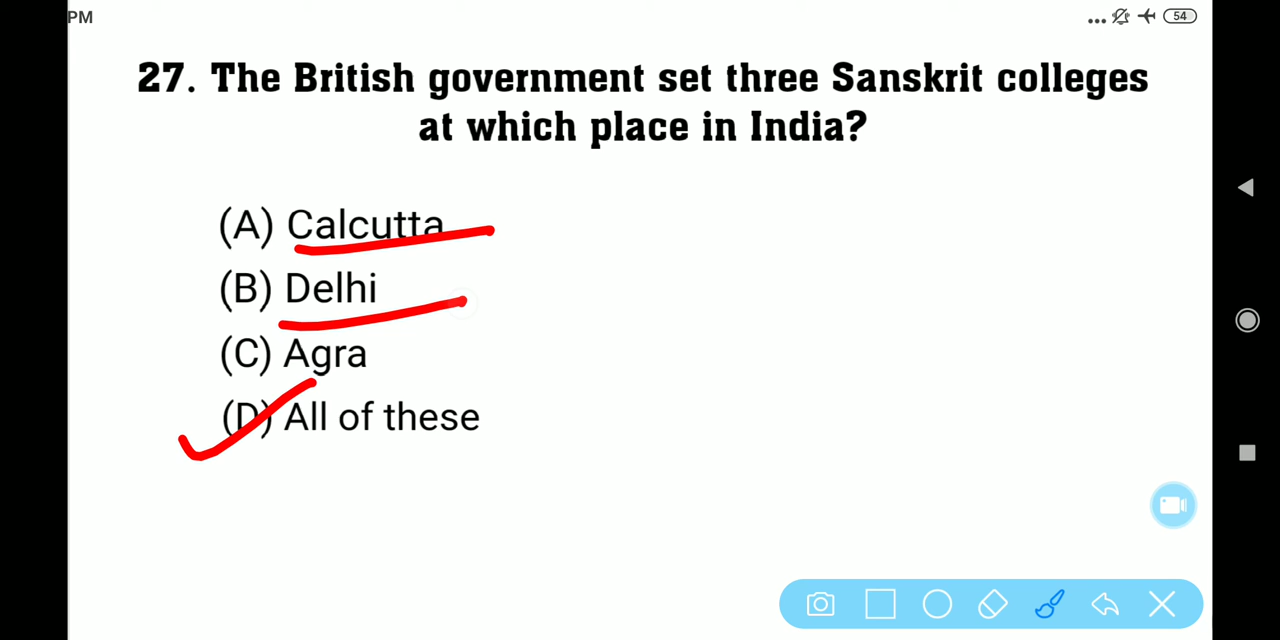 PM
54
27. The British government set three Sanskrit colleges
at which place in India?
(A) Calcutta
(B) Delhi
(C) Agra
(D) All of these